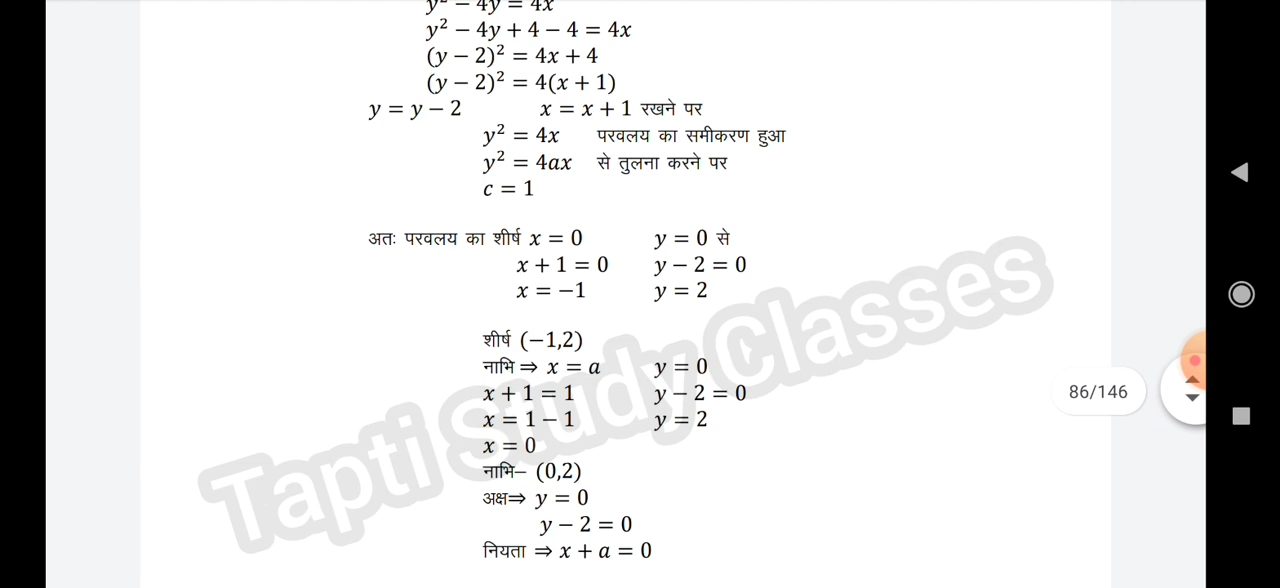 y² − 4y = 4x
y² − 4y + 4 − 4 = 4x
(y − 2)² = 4x + 4
(y − 2)² = 4(x + 1)
y = y − 2 x = x + 1 रखने पर
y² = 4x परवलय का समीकरण हुआ
y² = 4ax से तुलना करने पर
c = 1
अतः परवलय का शीर्ष x = 0 y = 0 से
x + 1 = 0 y − 2 = 0
x = −1 y = 2
शीर्ष (−1,2)
नाभि ⇒ x = a y = 0
x + 1 = 1 y − 2 = 0
x = 1 − 1 y = 2
x = 0
नाभि− (0,2)
अक्ष⇒ y = 0
y − 2 = 0
नियता ⇒ x + a = 0
Tapti Study Classes
86/146